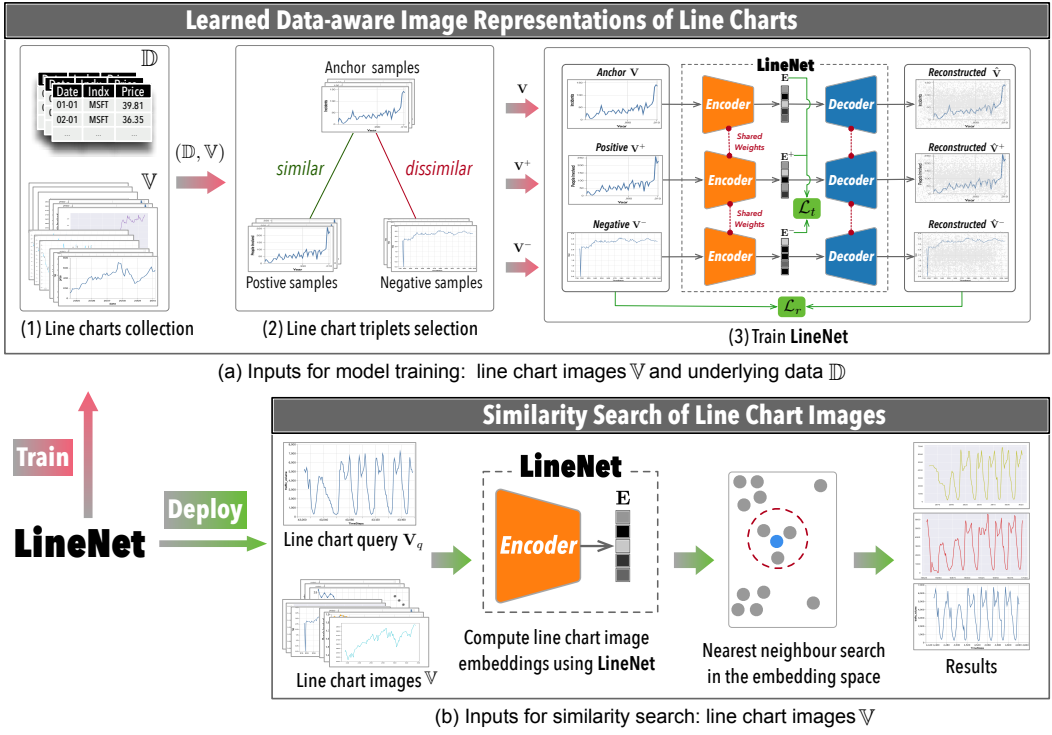 Learned Data-aware Image Representations of Line Charts
𝔻
Date Indx Price
01-01 MSFT 39.81
02-01 MSFT 36.35
... ... ...
𝕍
(1) Line charts collection
(𝔻, 𝕍)
Anchor samples
similar
dissimilar
Postive samples
Negative samples
(2) Line chart triplets selection
V
V⁺
V⁻
Anchor V
Positive V⁺
Negative V⁻
LineNet
Encoder
E
Decoder
Shared Weights
Encoder
E⁺
Decoder
ℒₜ
Shared Weights
Encoder
E⁻
Decoder
Reconstructed V̂
Reconstructed V̂⁺
Reconstructed V̂⁻
ℒᵣ
(3) Train LineNet
(a) Inputs for model training: line chart images 𝕍 and underlying data 𝔻
Train
LineNet
Deploy
Similarity Search of Line Chart Images
Line chart query V_q
Line chart images 𝕍
LineNet
Encoder
E
Compute line chart image
embeddings using LineNet
Nearest neighbour search
in the embedding space
Results
(b) Inputs for similarity search: line chart images 𝕍